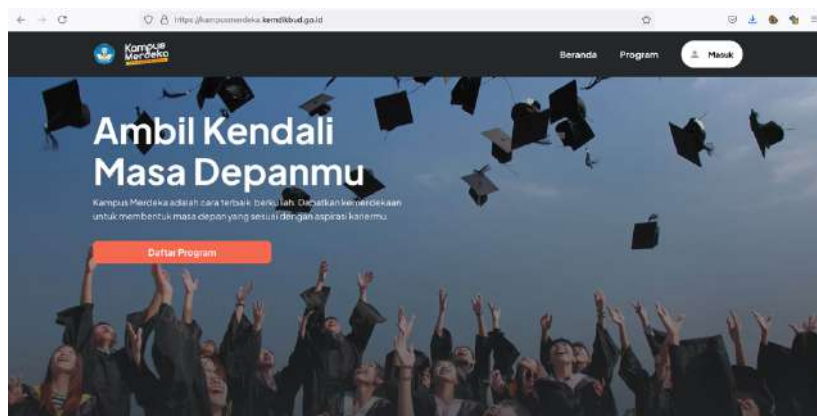 https://kampusmerdeka.kemdikbud.go.id
Kampus
Merdeka
Beranda
Program
Masuk
Ambil Kendali
Masa Depanmu
Kampus Merdeka adalah cara terbaik berkuliah. Dapatkan kemerdekaan
untuk membentuk masa depan yang sesuai dengan aspirasi kariermu.
Daftar Program